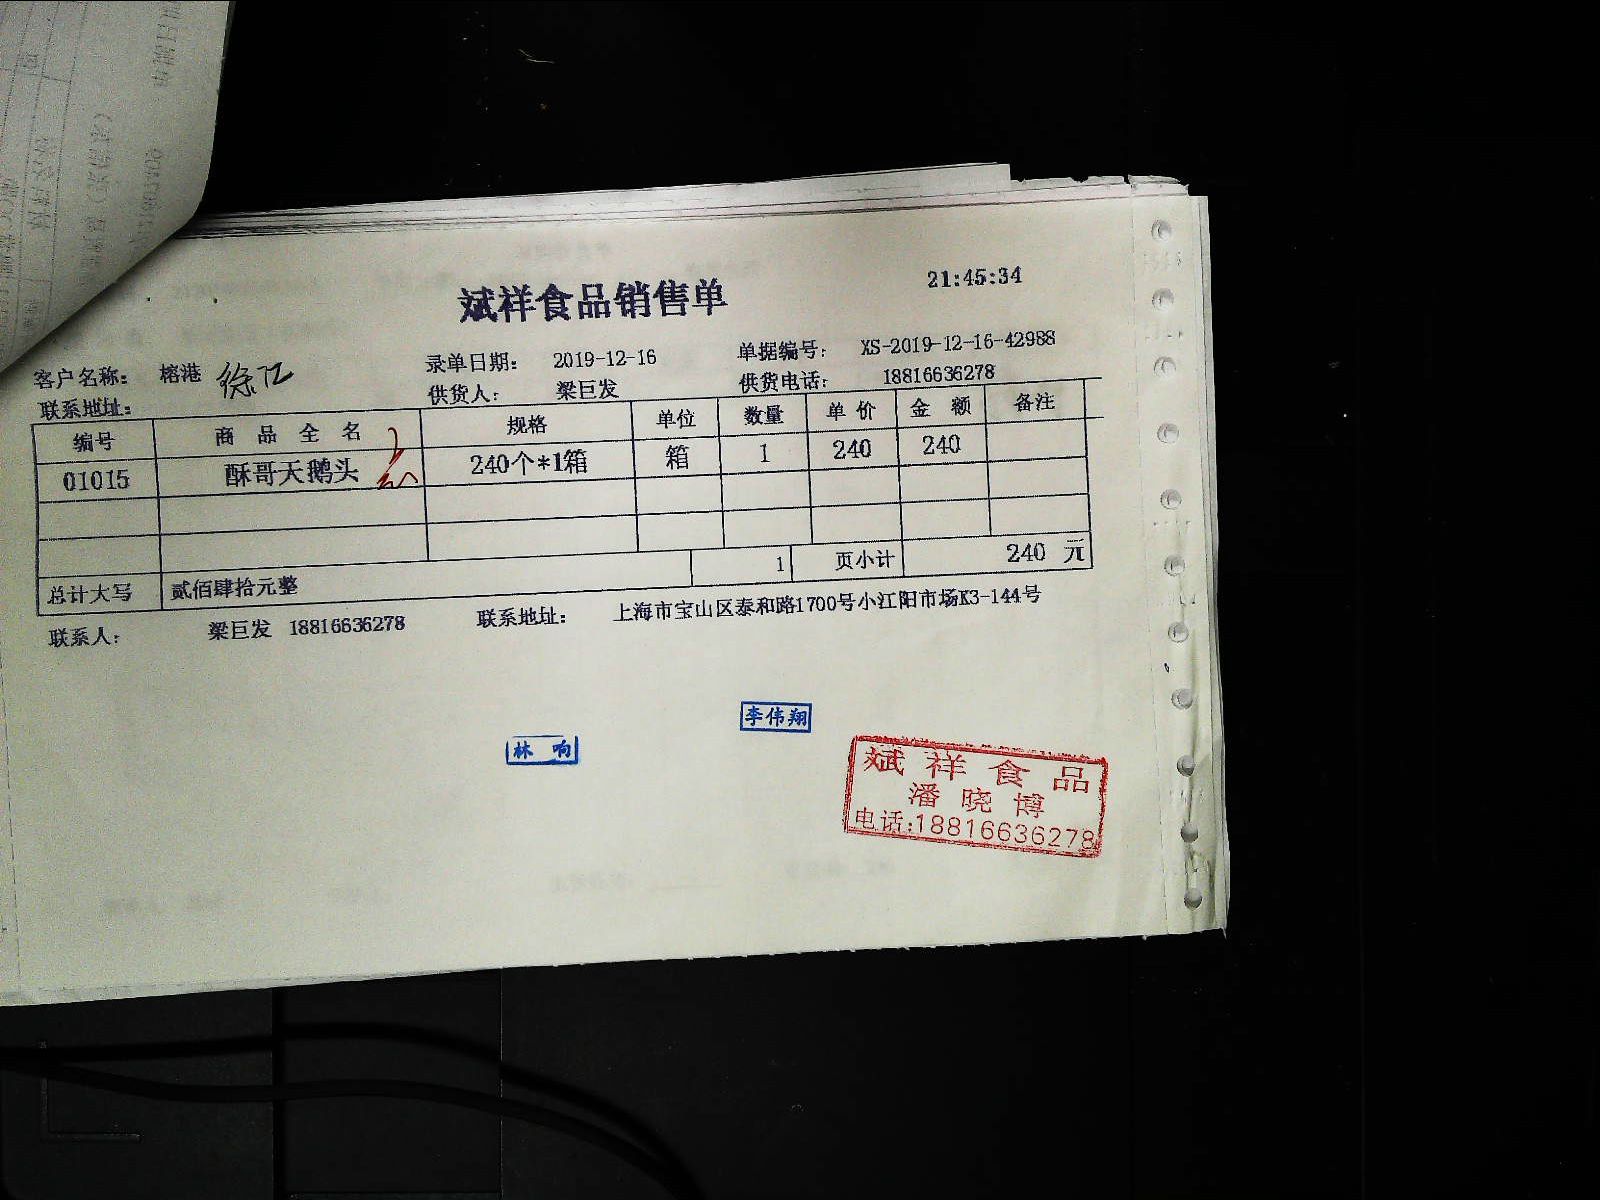 21:45:34
斌祥食品销售单
客户名称： 榕港 徐汇 录单日期： 2019-12-16 单据编号： XS-2019-12-16-42988
联系地址： 供货人： 梁巨发 供货电话： 18816636278
编号 商品全名 规格 单位 数量 单价 金额 备注
01015 酥哥天鹅头 240个*1箱 箱 1 240 240
1 页小计 240 元
总计大写 贰佰肆拾元整
联系人： 梁巨发 18816636278 联系地址： 上海市宝山区泰和路1700号小江阳市场K3-144号
李伟翔
林响
斌祥食品
潘晓博
电话:18816636278